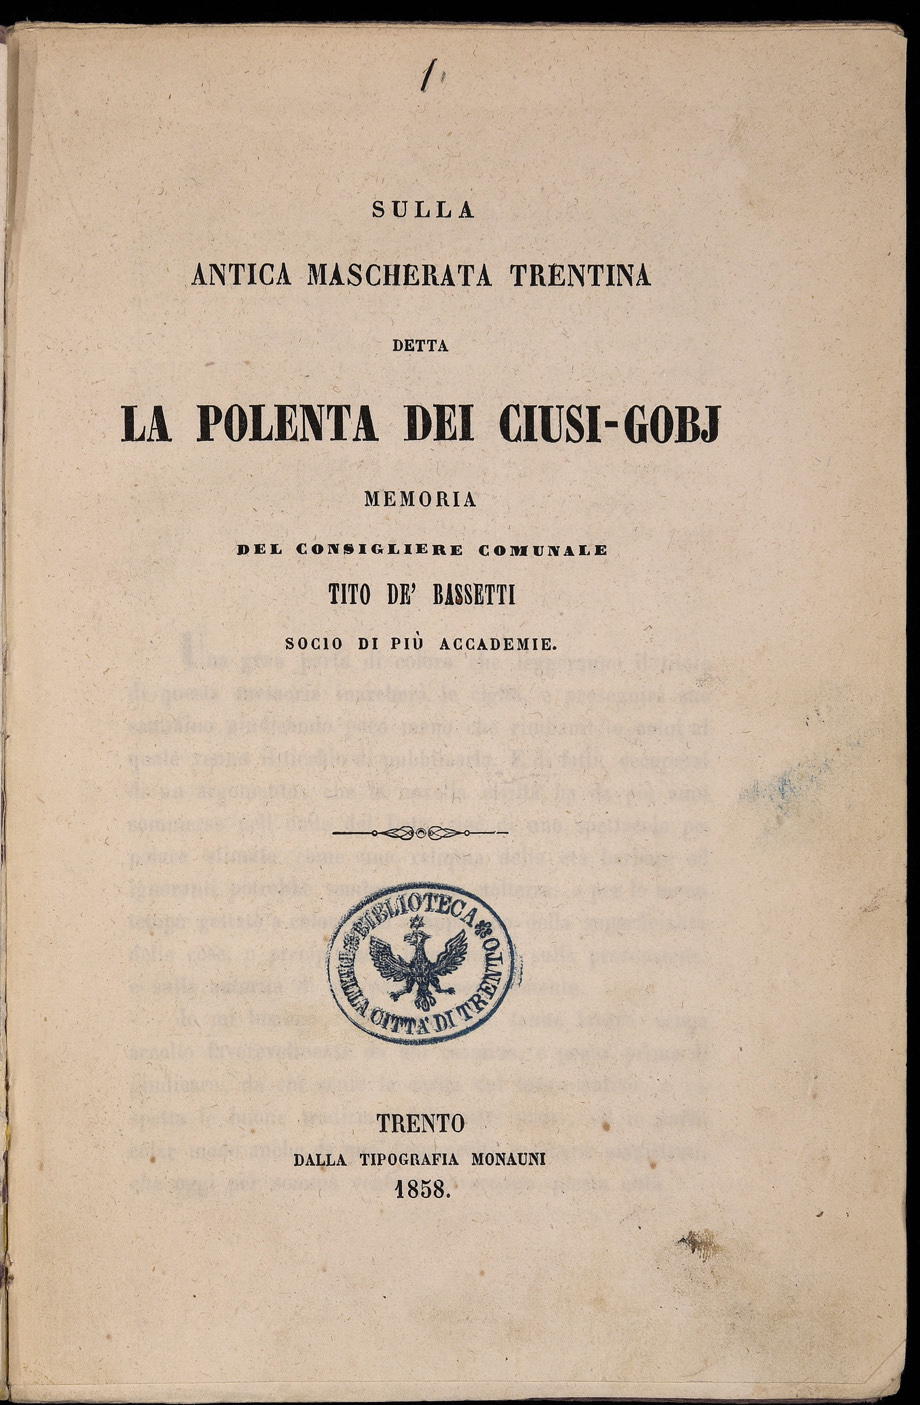 1
SULLA
ANTICA MASCHERATA TRENTINA
DETTA
LA POLENTA DEI CIUSI-GOBJ
MEMORIA
DEL CONSIGLIERE COMUNALE
TITO DE' BASSETTI
SOCIO DI PIÙ ACCADEMIE.
BIBLIOTECA
DELLA CITTA' DI TRENTO
TRENTO
DALLA TIPOGRAFIA MONAUNI
1858.